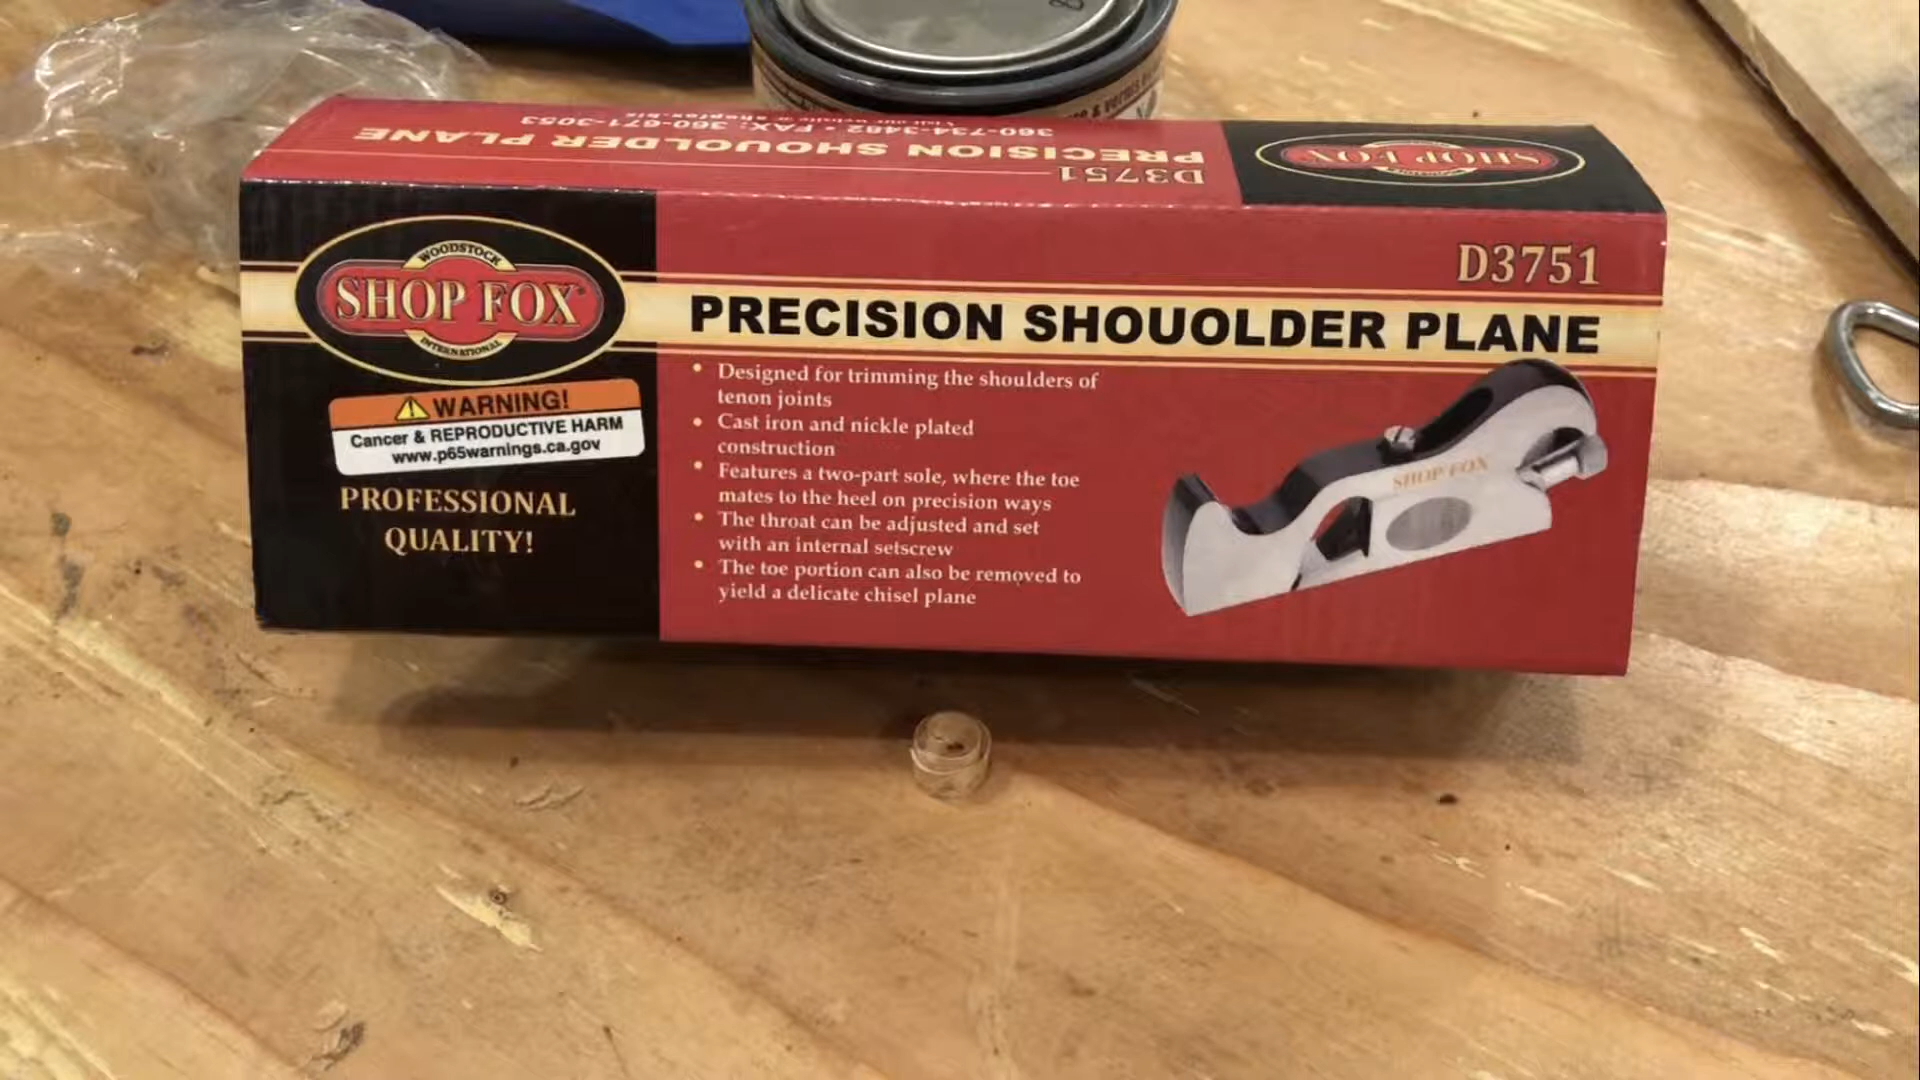 360-734-3482 • FAX: 360-671-3053
PRECISION SHOUOLDER PLANE
D3751
SHOP FOX
WOODSTOCK
SHOP FOX
INTERNATIONAL
D3751
PRECISION SHOUOLDER PLANE
WARNING!
Cancer & REPRODUCTIVE HARM
www.p65warnings.ca.gov
PROFESSIONAL
QUALITY!
• Designed for trimming the shoulders of
tenon joints
• Cast iron and nickle plated
construction
• Features a two-part sole, where the toe
mates to the heel on precision ways
• The throat can be adjusted and set
with an internal setscrew
• The toe portion can also be removed to
yield a delicate chisel plane
SHOP FOX